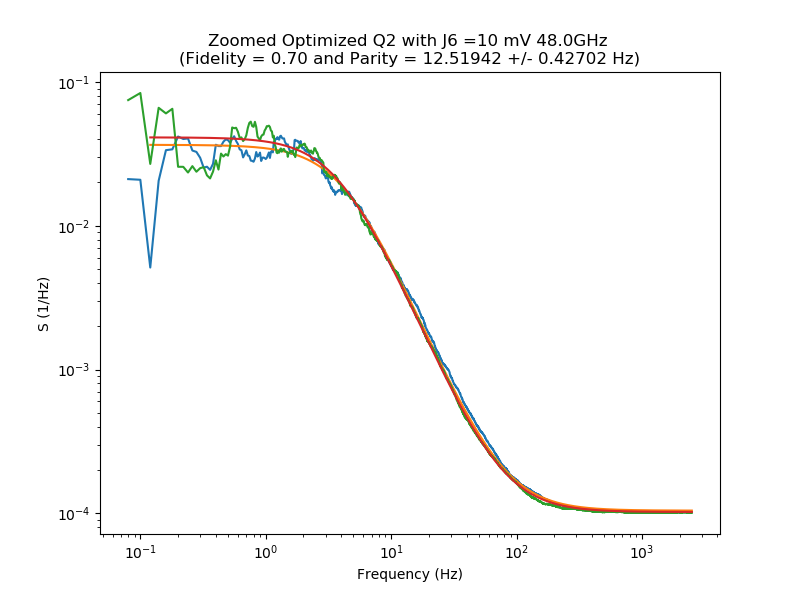 Zoomed Optimized Q2 with J6 =10 mV 48.0GHz
(Fidelity = 0.70 and Parity = 12.51942 +/- 0.42702 Hz)
10⁻¹
10⁻²
10⁻³
10⁻⁴
S (1/Hz)
10⁻¹ 10⁰ 10¹ 10² 10³
Frequency (Hz)